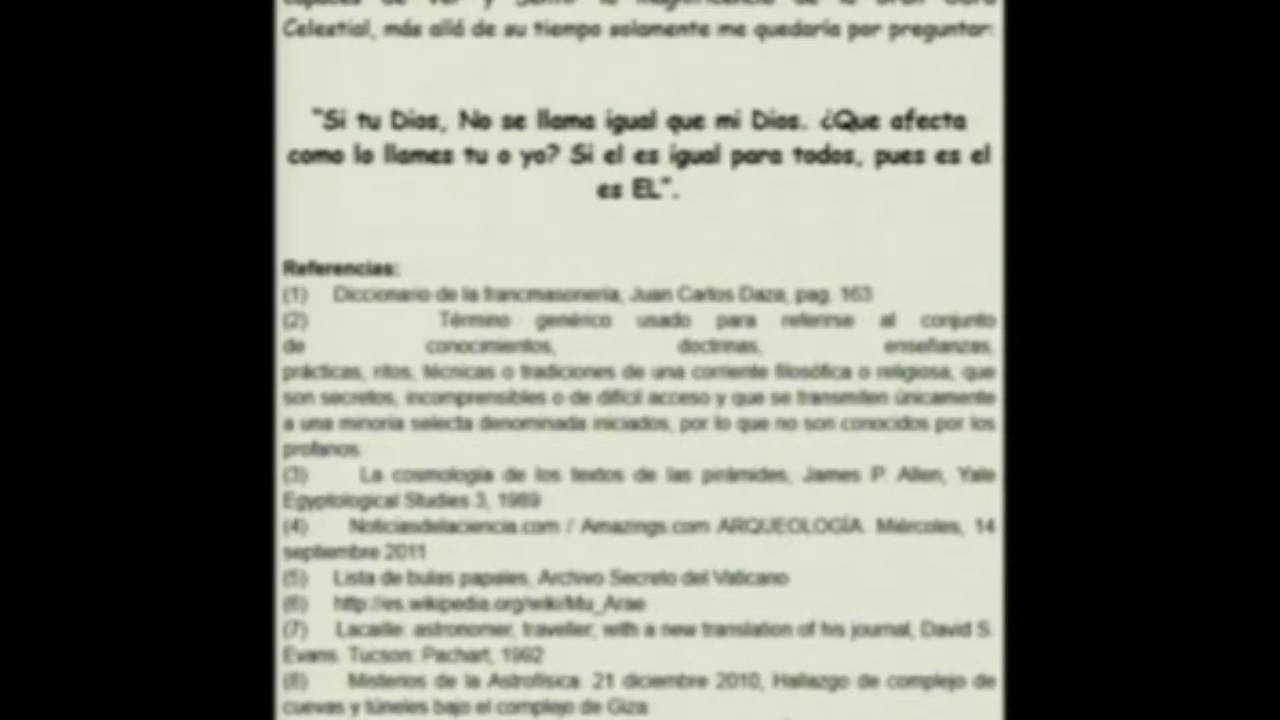 Celestial, más allá de su tiempo solamente me quedaría por preguntar:
"Si tu Dios, No se llama igual que mi Dios. ¿Que afecta
como lo llames tu o yo? Si el es igual para todos, pues es el
es EL".
Referencias:
(1) Diccionario de la francmasonería, Juan Carlos Daza, pag. 163
(2) Término genérico usado para referirse al conjunto
de conocimientos, doctrinas, enseñanzas,
prácticas, ritos, técnicas o tradiciones de una corriente filosófica o religiosa, que
son secretos, incomprensibles o de difícil acceso y que se transmiten únicamente
a una minoría selecta denominada iniciados, por lo que no son conocidos por los
profanos.
(3) La cosmología de los textos de las pirámides, James P. Allen, Yale
Egyptological Studies 3, 1989
(4) Noticiasdelaciencia.com / Amazings.com ARQUEOLOGÍA. Miércoles, 14
septiembre 2011
(5) Lista de bulas papales, Archivo Secreto del Vaticano
(6) http://es.wikipedia.org/wiki/Mu_Arae
(7) Lacaille: astronomer, traveller; with a new translation of his journal, David S.
Evans. Tucson: Pachart, 1992
(8) Misterios de la Astrofísica. 21 diciembre 2010, Hallazgo de complejo de
cuevas y túneles bajo el complejo de Giza